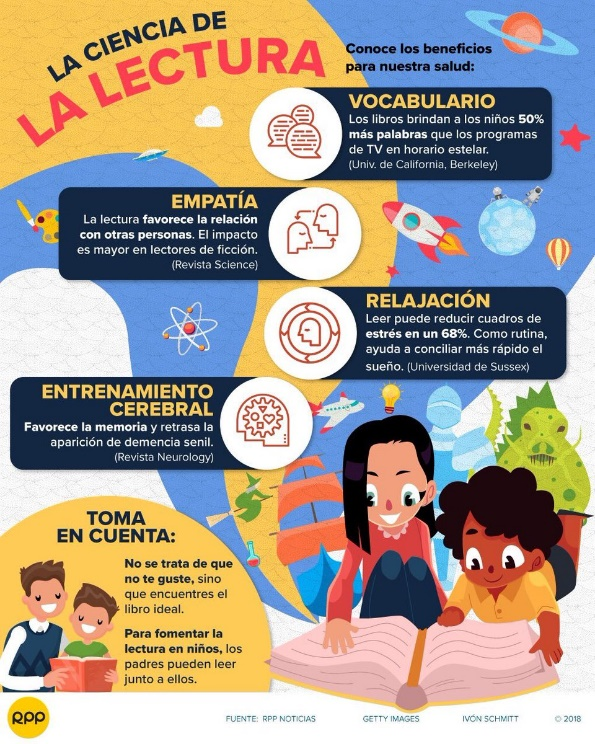 LA CIENCIA DE
LA LECTURA
Conoce los beneficios
para nuestra salud:
VOCABULARIO
Los libros brindan a los niños 50%
más palabras que los programas
de TV en horario estelar.
(Univ. de California, Berkeley)
EMPATÍA
La lectura favorece la relación
con otras personas. El impacto
es mayor en lectores de ficción.
(Revista Science)
RELAJACIÓN
Leer puede reducir cuadros de
estrés en un 68%. Como rutina,
ayuda a conciliar más rápido el
sueño. (Universidad de Sussex)
ENTRENAMIENTO
CEREBRAL
Favorece la memoria y retrasa la
aparición de demencia senil.
(Revista Neurology)
TOMA
EN CUENTA:
No se trata de que
no te guste, sino
que encuentres el
libro ideal.
Para fomentar la
lectura en niños, los
padres pueden leer
junto a ellos.
RPP
FUENTE: RPP NOTICIAS GETTY IMAGES IVÓN SCHMITT © 2018